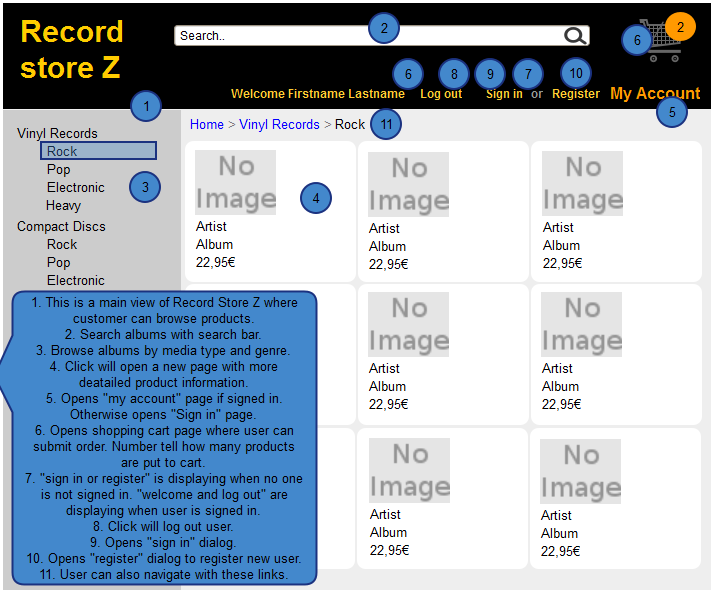 Record
store Z
Search..
2
6
2
6
8
9
7
10
Welcome Firstname Lastname
Log out
Sign in or Register
My Account
5
1
Home > Vinyl Records > Rock
11
Vinyl Records
Rock
Pop
Electronic
Heavy
3
Compact Discs
Rock
Pop
Electronic
No
Image
4
Artist
Album
22,95€
No
Image
Artist
Album
22,95€
No
Image
Artist
Album
22,95€
1. This is a main view of Record Store Z where
customer can browse products.
2. Search albums with search bar.
3. Browse albums by media type and genre.
4. Click will open a new page with more
deatailed product information.
5. Opens "my account" page if signed in.
Otherwise opens "Sign in" page.
6. Opens shopping cart page where user can
submit order. Number tell how many products
are put to cart.
7. "sign in or register" is displaying when no one
is not signed in. "welcome and log out" are
displaying when user is signed in.
8. Click will log out user.
9. Opens "sign in" dialog.
10. Opens "register" dialog to register new user.
11. User can also navigate with these links.
No
Image
Artist
Album
22,95€
No
Image
Artist
Album
22,95€
No
Image
Artist
Album
22,95€
No
Image
Artist
Album
22,95€